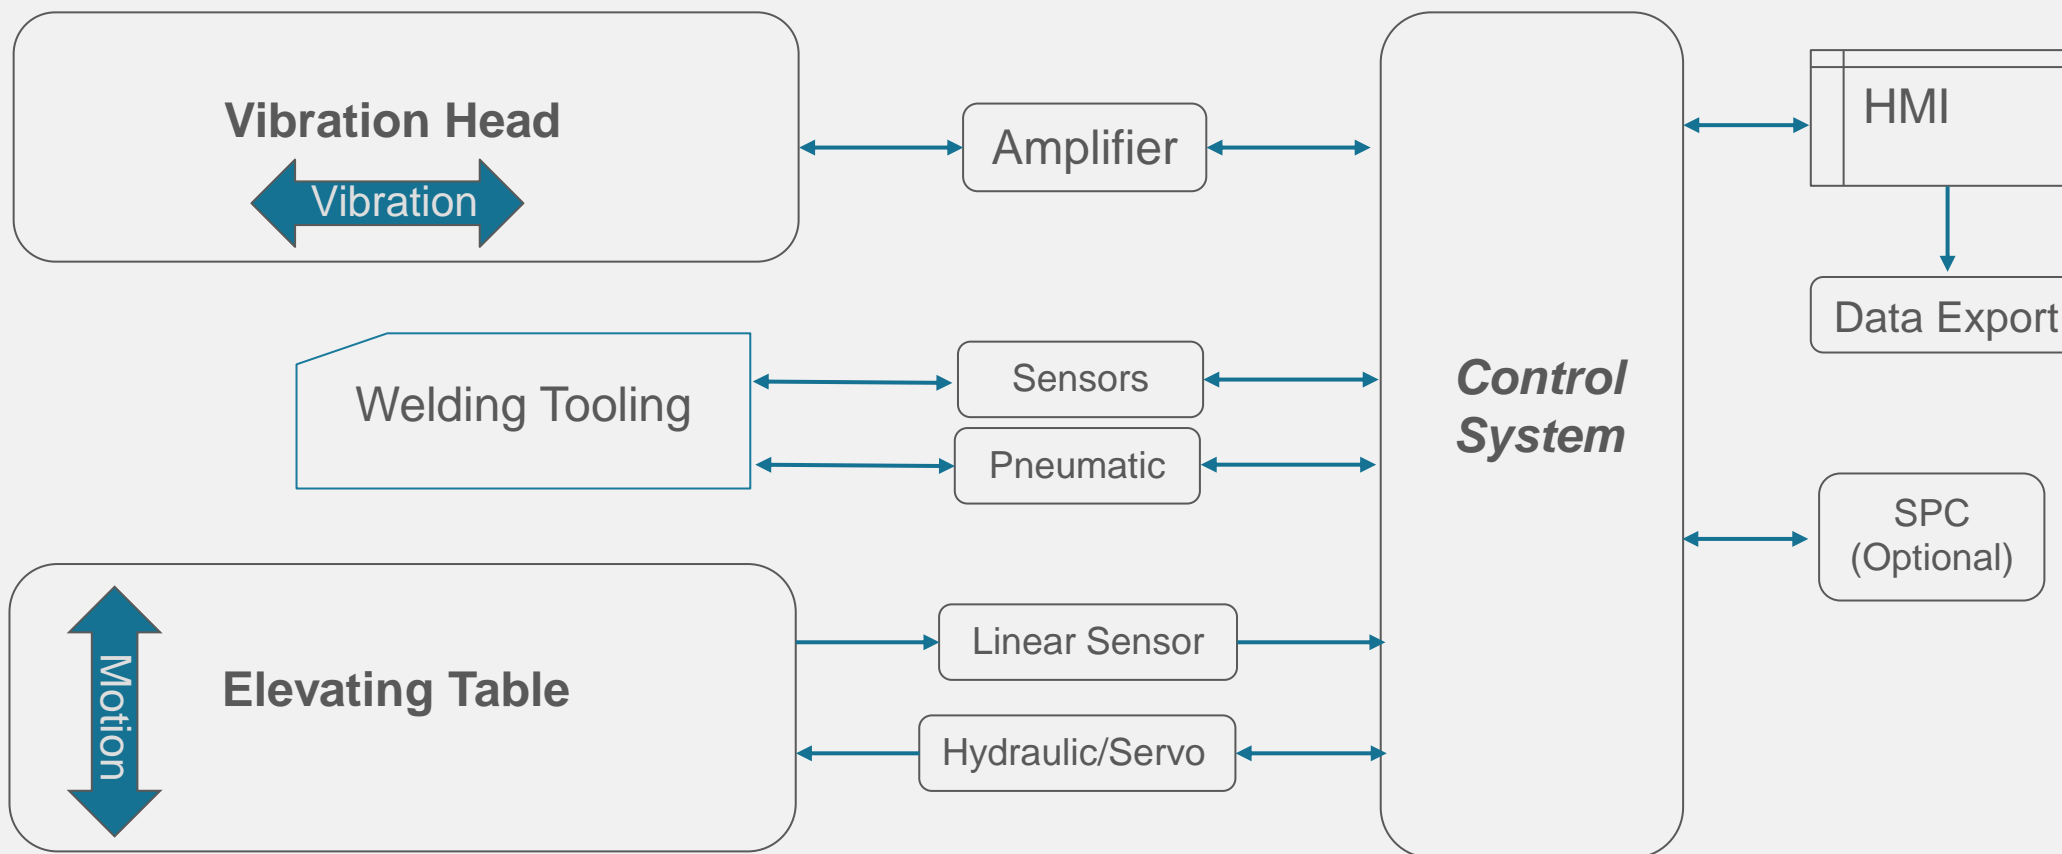 Vibration Head
Vibration
Amplifier
HMI
Data Export
Welding Tooling
Sensors
Pneumatic
Control
System
SPC
(Optional)
Motion
Elevating Table
Linear Sensor
Hydraulic/Servo